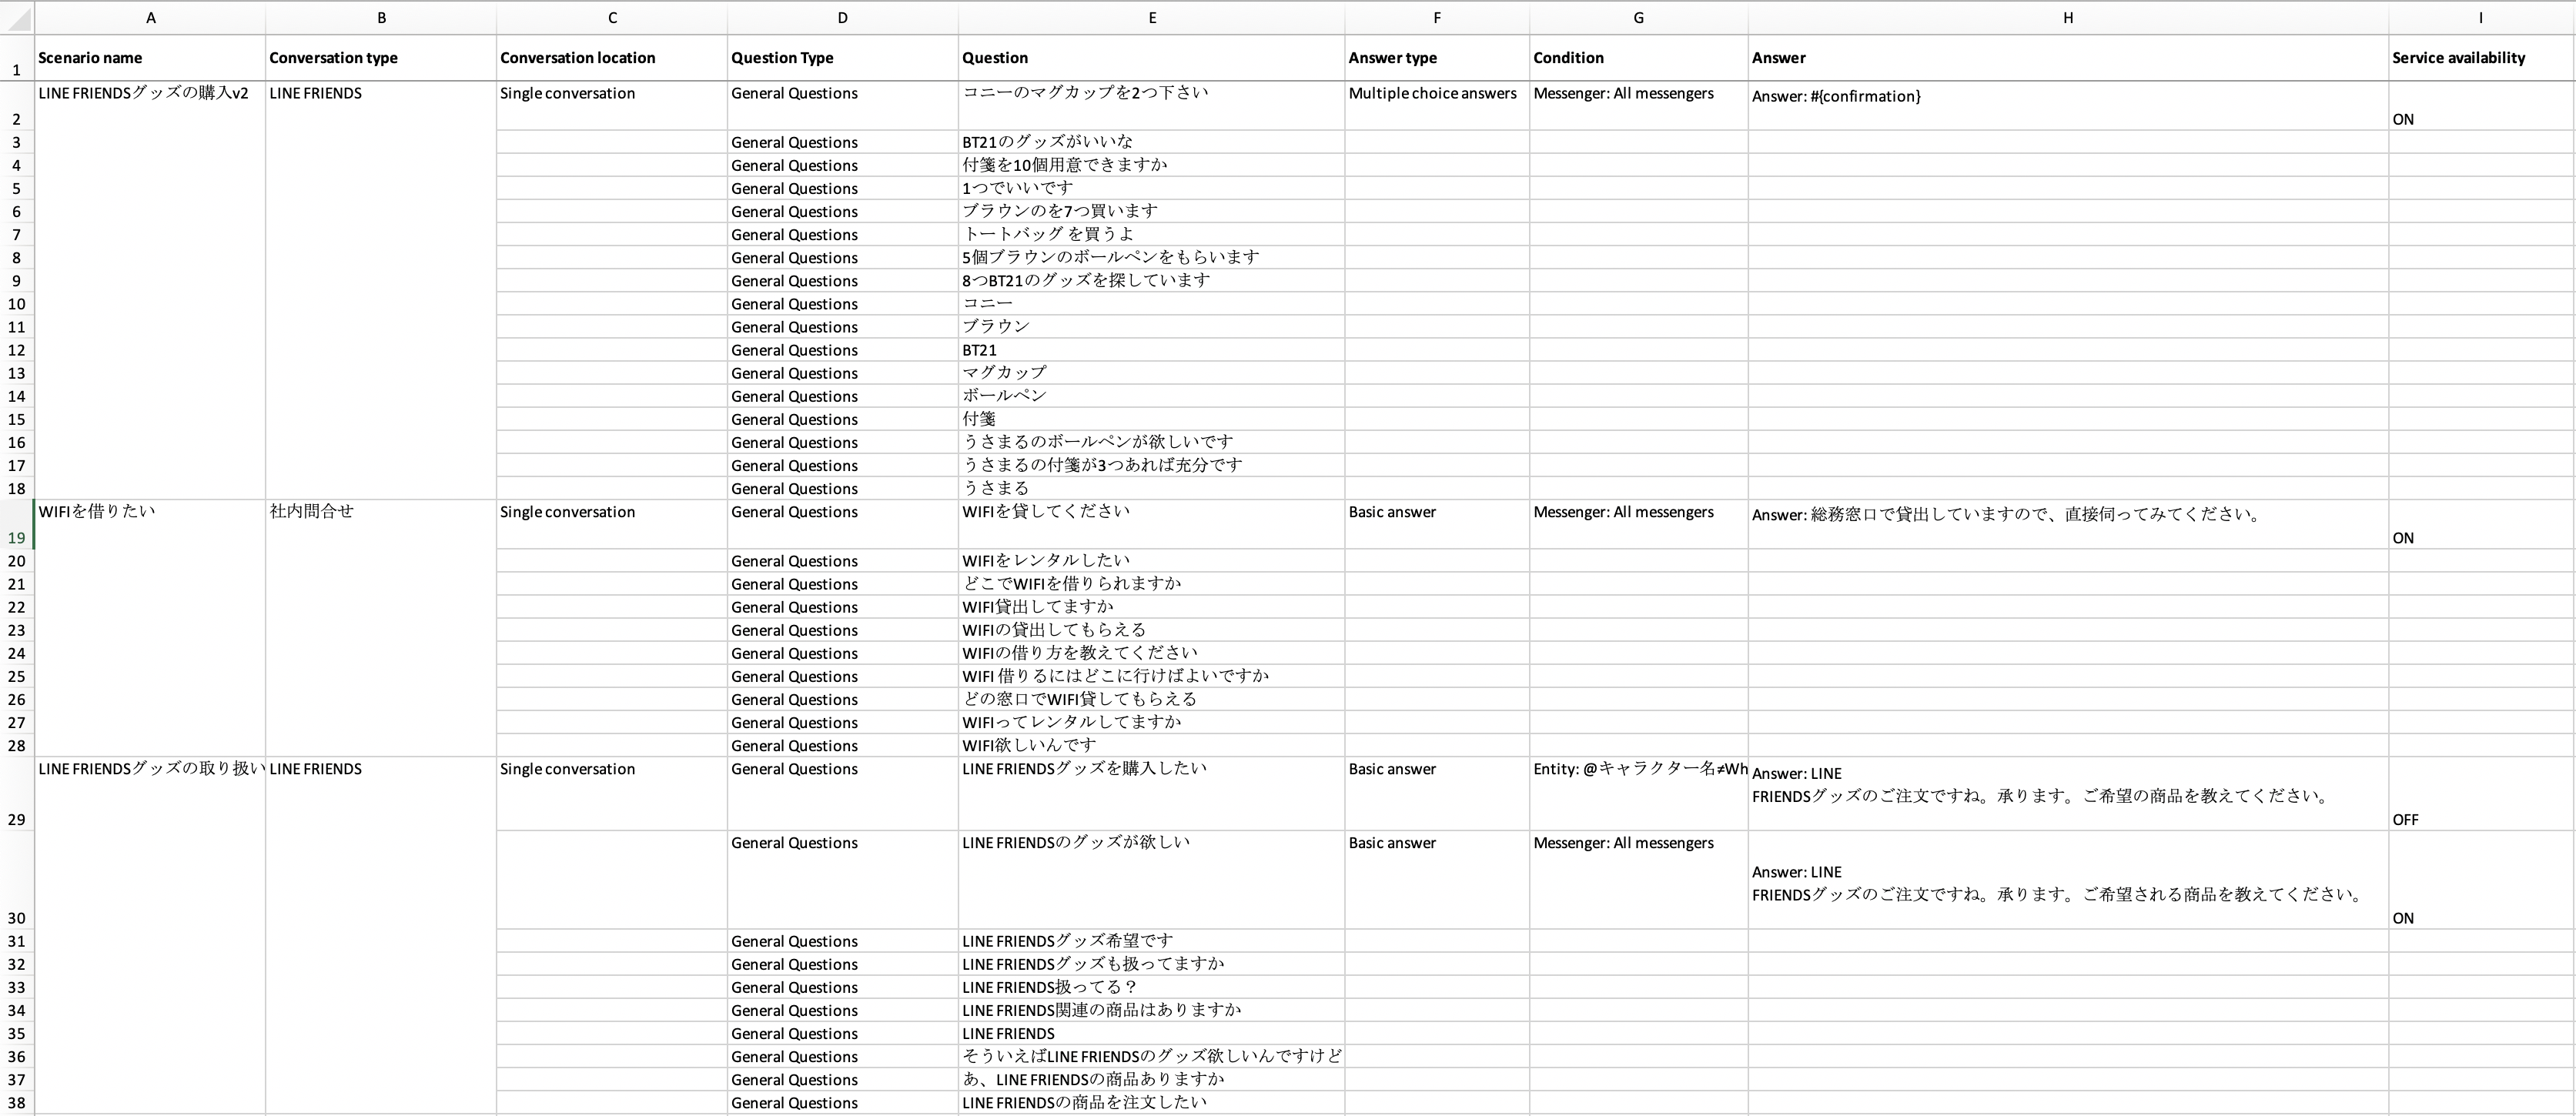 A B C D E F G H I
1 Scenario name Conversation type Conversation location Question Type Question Answer type Condition Answer Service availability
2 LINE FRIENDSグッズの購入v2 LINE FRIENDS Single conversation General Questions コニーのマグカップを2つ下さい Multiple choice answers Messenger: All messengers Answer: #{confirmation} ON
3 General Questions BT21のグッズがいいな
4 General Questions 付箋を10個用意できますか
5 General Questions 1つでいいです
6 General Questions ブラウンのを7つ買います
7 General Questions トートバッグ を買うよ
8 General Questions 5個ブラウンのボールペンをもらいます
9 General Questions 8つBT21のグッズを探しています
10 General Questions コニー
11 General Questions ブラウン
12 General Questions BT21
13 General Questions マグカップ
14 General Questions ボールペン
15 General Questions 付箋
16 General Questions うさまるのボールペンが欲しいです
17 General Questions うさまるの付箋が3つあれば充分です
18 General Questions うさまる
19 WIFIを借りたい 社内問合せ Single conversation General Questions WIFIを貸してください Basic answer Messenger: All messengers Answer: 総務窓口で貸出していますので、直接伺ってみてください。 ON
20 General Questions WIFIをレンタルしたい
21 General Questions どこでWIFIを借りられますか
22 General Questions WIFI貸出してますか
23 General Questions WIFIの貸出してもらえる
24 General Questions WIFIの借り方を教えてください
25 General Questions WIFI 借りるにはどこに行けばよいですか
26 General Questions どの窓口でWIFI貸してもらえる
27 General Questions WIFIってレンタルしてますか
28 General Questions WIFI欲しいんです
29 LINE FRIENDSグッズの取り扱い LINE FRIENDS Single conversation General Questions LINE FRIENDSグッズを購入したい Basic answer Entity: @キャラクター名≠Wh Answer: LINE
FRIENDSグッズのご注文ですね。承ります。ご希望の商品を教えてください。 OFF
30 General Questions LINE FRIENDSのグッズが欲しい Basic answer Messenger: All messengers Answer: LINE
FRIENDSグッズのご注文ですね。承ります。ご希望される商品を教えてください。 ON
31 General Questions LINE FRIENDSグッズ希望です
32 General Questions LINE FRIENDSグッズも扱ってますか
33 General Questions LINE FRIENDS扱ってる？
34 General Questions LINE FRIENDS関連の商品はありますか
35 General Questions LINE FRIENDS
36 General Questions そういえばLINE FRIENDSのグッズ欲しいんですけど
37 General Questions あ、LINE FRIENDSの商品ありますか
38 General Questions LINE FRIENDSの商品を注文したい